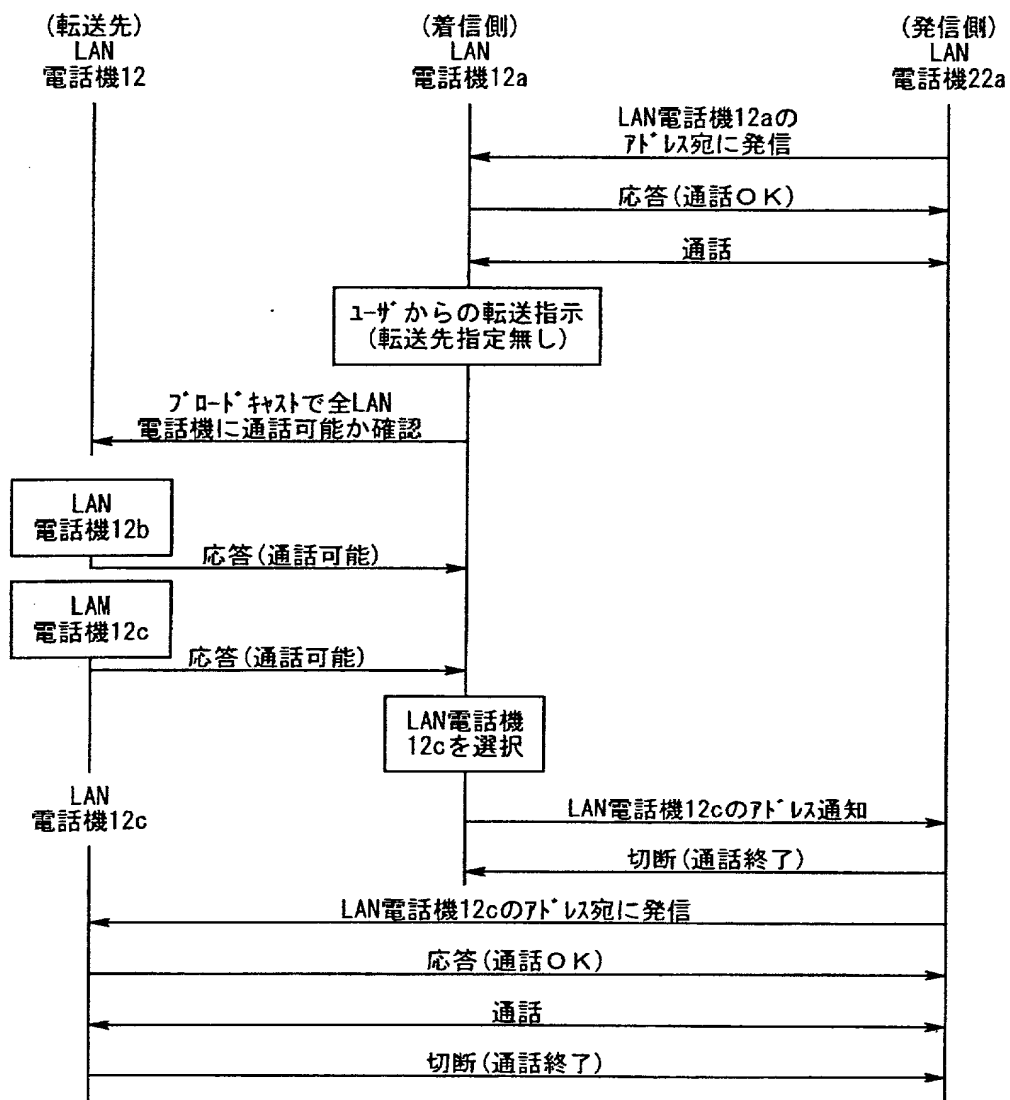 (転送先)
LAN
電話機12
(着信側)
LAN
電話機12a
(発信側)
LAN
電話機22a
LAN電話機12aの
ｱﾄﾞﾚｽ宛に発信
応答(通話OK)
通話
ﾕｰｻﾞからの転送指示
(転送先指定無し)
ﾌﾞﾛｰﾄﾞｷｬｽﾄで全LAN
電話機に通話可能か確認
LAN
電話機12b
応答(通話可能)
LAM
電話機12c
応答(通話可能)
LAN電話機
12cを選択
LAN
電話機12c
LAN電話機12cのｱﾄﾞﾚｽ通知
切断(通話終了)
LAN電話機12cのｱﾄﾞﾚｽ宛に発信
応答(通話OK)
通話
切断(通話終了)